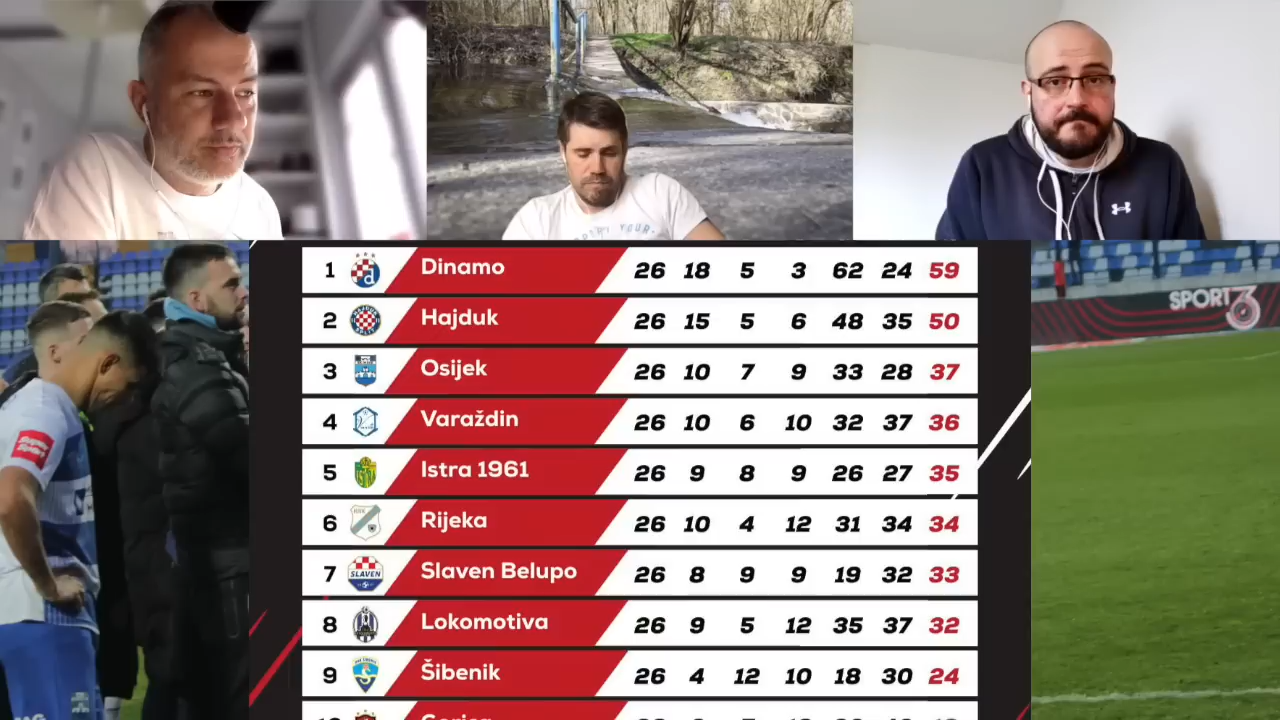 1 Dinamo 26 18 5 3 62 24 59
2 Hajduk 26 15 5 6 48 35 50
3 Osijek 26 10 7 9 33 28 37
4 Varaždin 26 10 6 10 32 37 36
5 Istra 1961 26 9 8 9 26 27 35
6 Rijeka 26 10 4 12 31 34 34
7 SLAVEN Slaven Belupo 26 8 9 9 19 32 33
8 Lokomotiva 26 9 5 12 35 37 32
9 Šibenik 26 4 12 10 18 30 24
SPORT